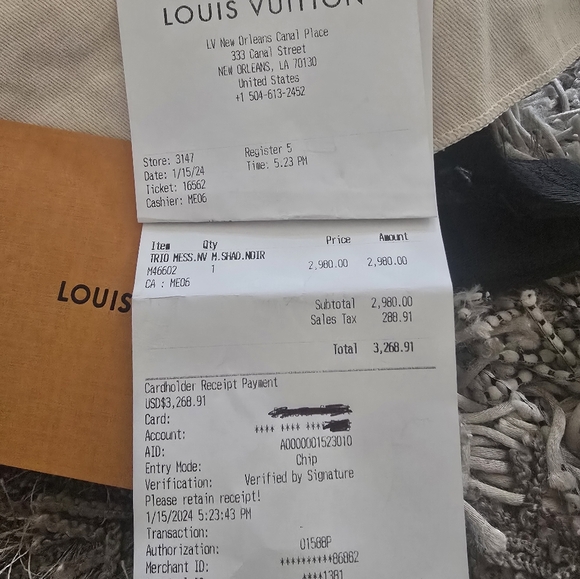 LOUIS VUITTON
LV New Orleans Canal Place
333 Canal Street
NEW ORLEANS, LA 70130
United States
+1 504-613-2452
Store: 3147 Register 5
Date: 1/15/24 Time: 5:23 PM
Ticket: 16562
Cashier: ME06
Item Qty Price Amount
TRIO MESS.NV M.SHAO.NOIR
M46602 1 2,980.00 2,980.00
CA : ME06
Subtotal 2,980.00
Sales Tax 288.91
Total 3,268.91
LOUIS
Cardholder Receipt Payment
USD$3,268.91
Card:
Account: **** **** ****
AID: A0000001523010
Entry Mode: Chip
Verification: Verified by Signature
Please retain receipt!
1/15/2024 5:23:43 PM
Transaction:
Authorization: 01588P
Merchant ID: **********86862
****1381